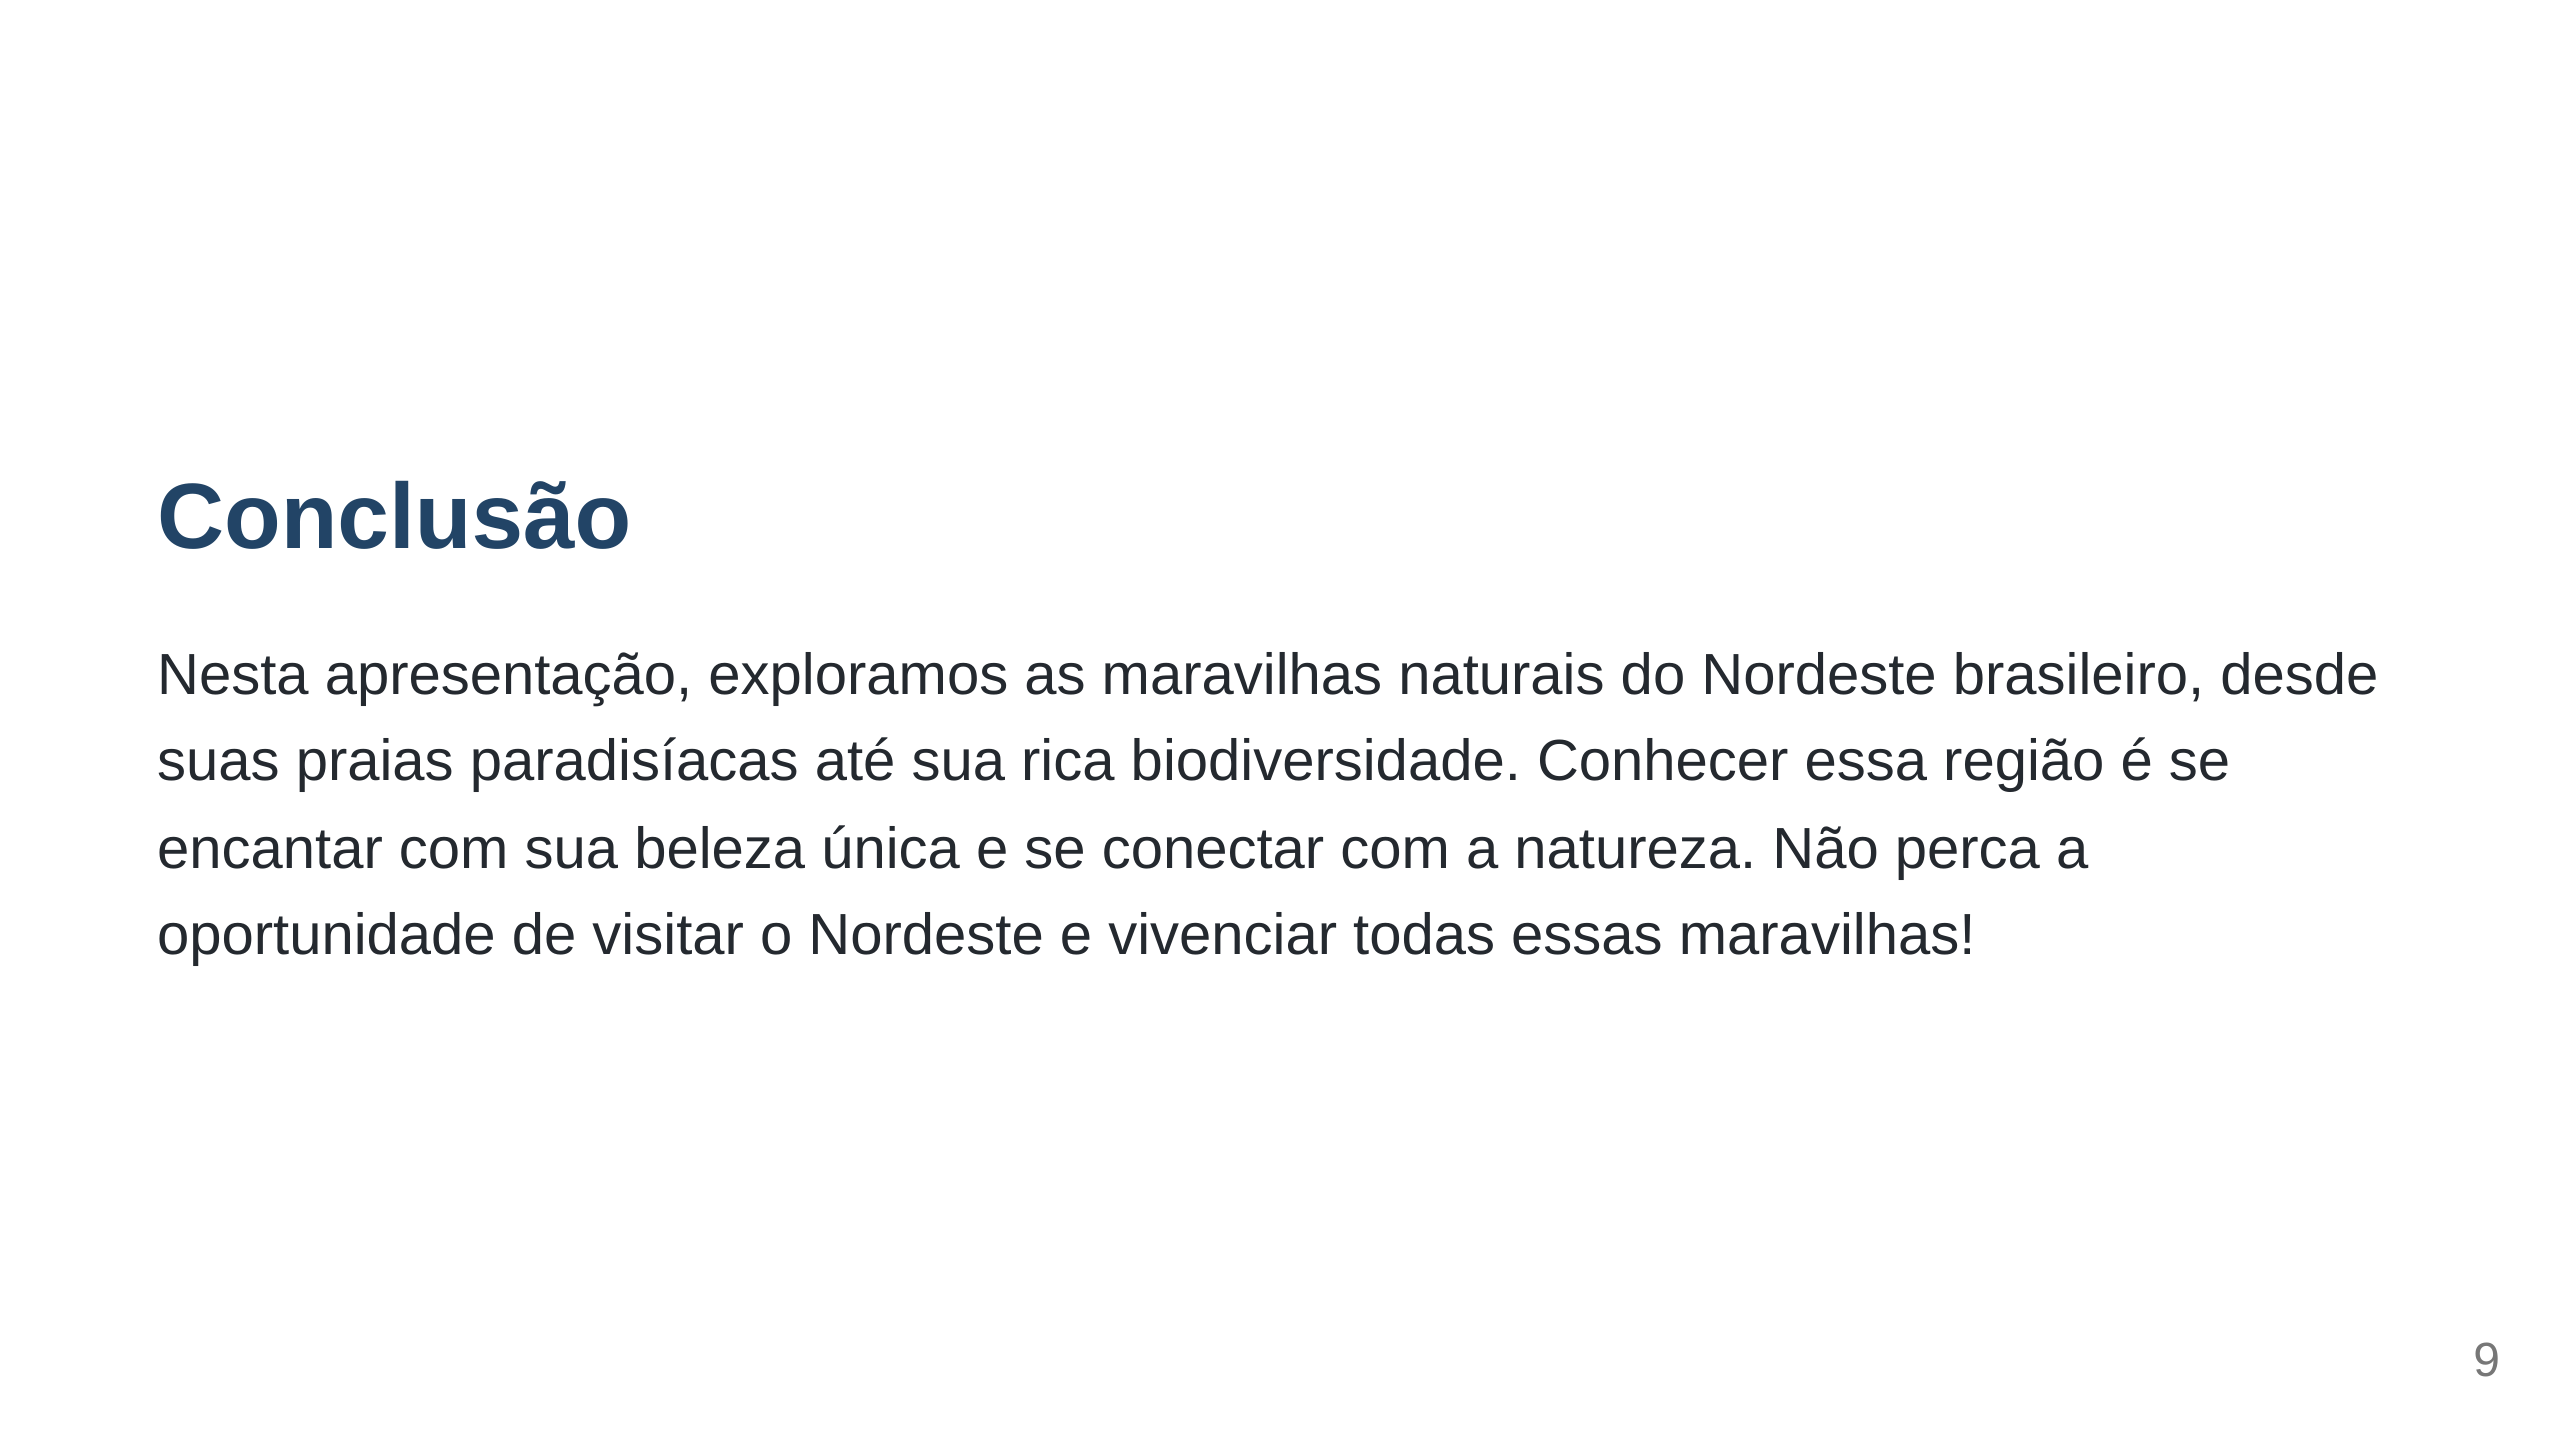 Conclusão
Nesta apresentação, exploramos as maravilhas naturais do Nordeste brasileiro, desde
suas praias paradisíacas até sua rica biodiversidade. Conhecer essa região é se
encantar com sua beleza única e se conectar com a natureza. Não perca a
oportunidade de visitar o Nordeste e vivenciar todas essas maravilhas!
9